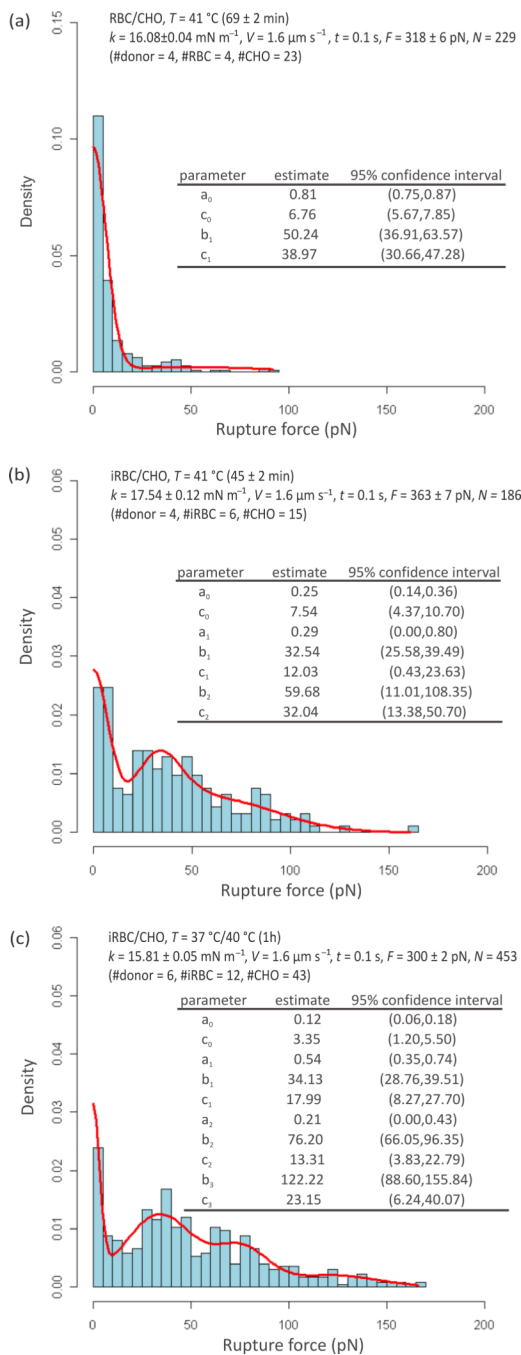 (a)
RBC/CHO, T = 41 °C (69 ± 2 min)
k = 16.08±0.04 mN m⁻¹, V = 1.6 µm s⁻¹, t = 0.1 s, F = 318 ± 6 pN, N = 229
(#donor = 4, #RBC = 4, #CHO = 23)
parameter estimate 95% confidence interval
a₀ 0.81 (0.75,0.87)
c₀ 6.76 (5.67,7.85)
b₁ 50.24 (36.91,63.57)
c₁ 38.97 (30.66,47.28)
Density
0.15
0.10
0.05
0.00
0 50 100 150 200
Rupture force (pN)
(b)
iRBC/CHO, T = 41 °C (45 ± 2 min)
k = 17.54 ± 0.12 mN m⁻¹, V = 1.6 µm s⁻¹, t = 0.1 s, F = 363 ± 7 pN, N = 186
(#donor = 4, #iRBC = 6, #CHO = 15)
parameter estimate 95% confidence interval
a₀ 0.25 (0.14,0.36)
c₀ 7.54 (4.37,10.70)
a₁ 0.29 (0.00,0.80)
b₁ 32.54 (25.58,39.49)
c₁ 12.03 (0.43,23.63)
b₂ 59.68 (11.01,108.35)
c₂ 32.04 (13.38,50.70)
Density
0.06
0.05
0.04
0.03
0.02
0.01
0.00
0 50 100 150 200
Rupture force (pN)
(c)
iRBC/CHO, T = 37 °C/40 °C (1h)
k = 15.81 ± 0.05 mN m⁻¹, V = 1.6 µm s⁻¹, t = 0.1 s, F = 300 ± 2 pN, N = 453
(#donor = 6, #iRBC = 12, #CHO = 43)
parameter estimate 95% confidence interval
a₀ 0.12 (0.06,0.18)
c₀ 3.35 (1.20,5.50)
a₁ 0.54 (0.35,0.74)
b₁ 34.13 (28.76,39.51)
c₁ 17.99 (8.27,27.70)
a₂ 0.21 (0.00,0.43)
b₂ 76.20 (66.05,96.35)
c₂ 13.31 (3.83,22.79)
b₃ 122.22 (88.60,155.84)
c₃ 23.15 (6.24,40.07)
Density
0.06
0.05
0.04
0.03
0.02
0.01
0.00
0 50 100 150 200
Rupture force (pN)